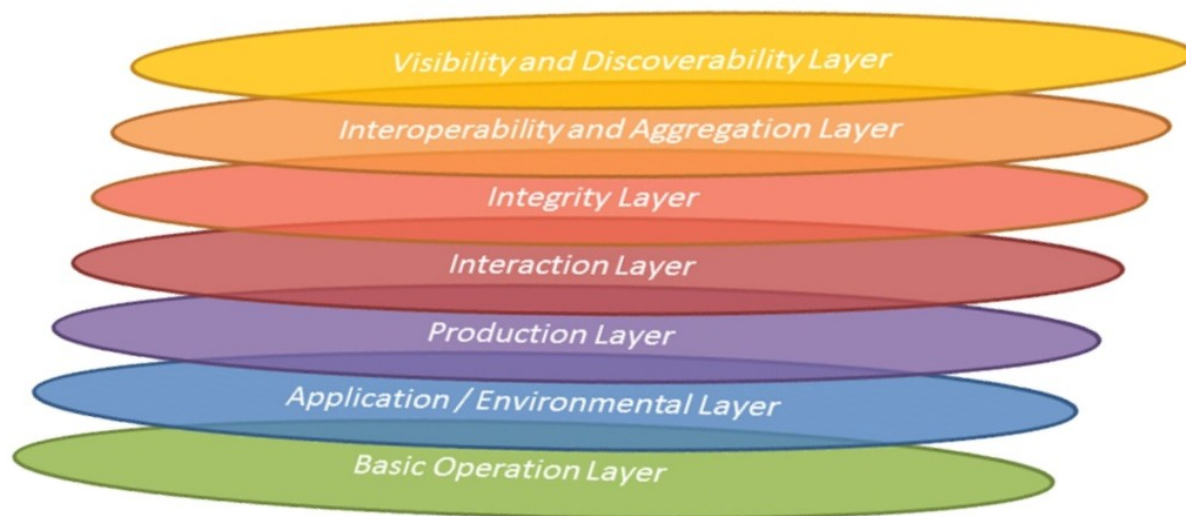 Visibility and Discoverability Layer
Interoperability and Aggregation Layer
Integrity Layer
Interaction Layer
Production Layer
Application / Environmental Layer
Basic Operation Layer